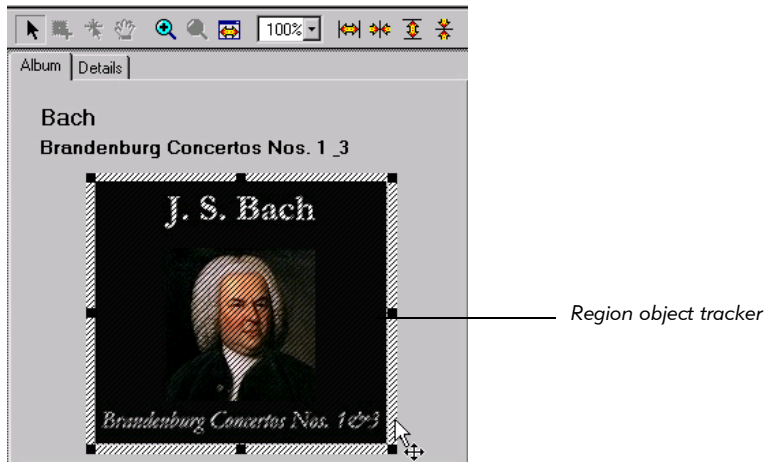 100%
Album Details
Bach
Brandenburg Concertos Nos. 1 _3
J. S. Bach
Region object tracker
Brandenburg Concertos Nos. 1&3